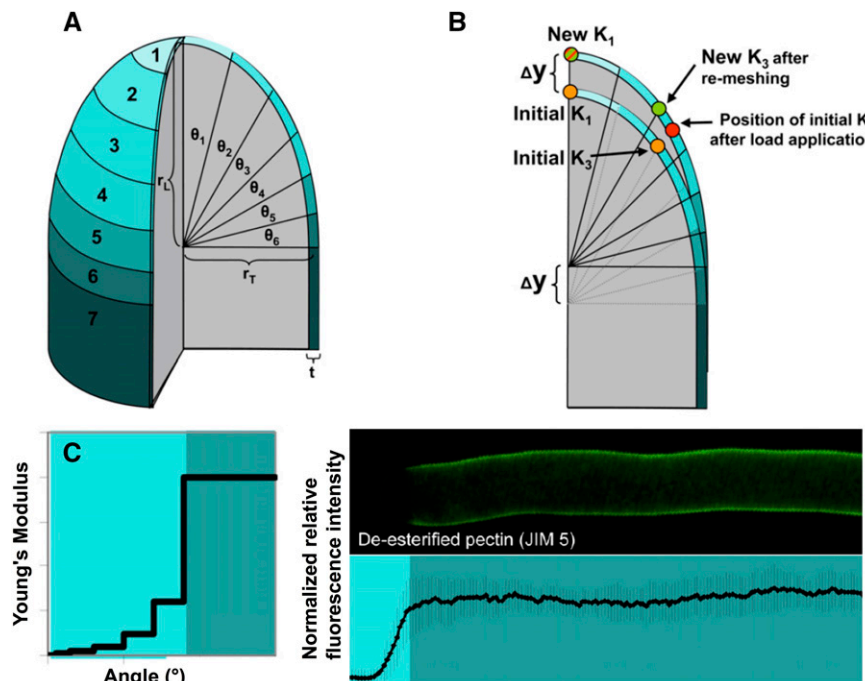 A
1
2
3
4
5
6
7
θ1
θ2
θ3
θ4
θ5
θ6
rL
rT
t
B
New K1
Δy
Initial K1
Initial K3
New K3 after
re-meshing
Position of initial K
after load application
Δy
C
Young's Modulus
Angle (°)
Normalized relative
fluorescence intensity
De-esterified pectin (JIM 5)